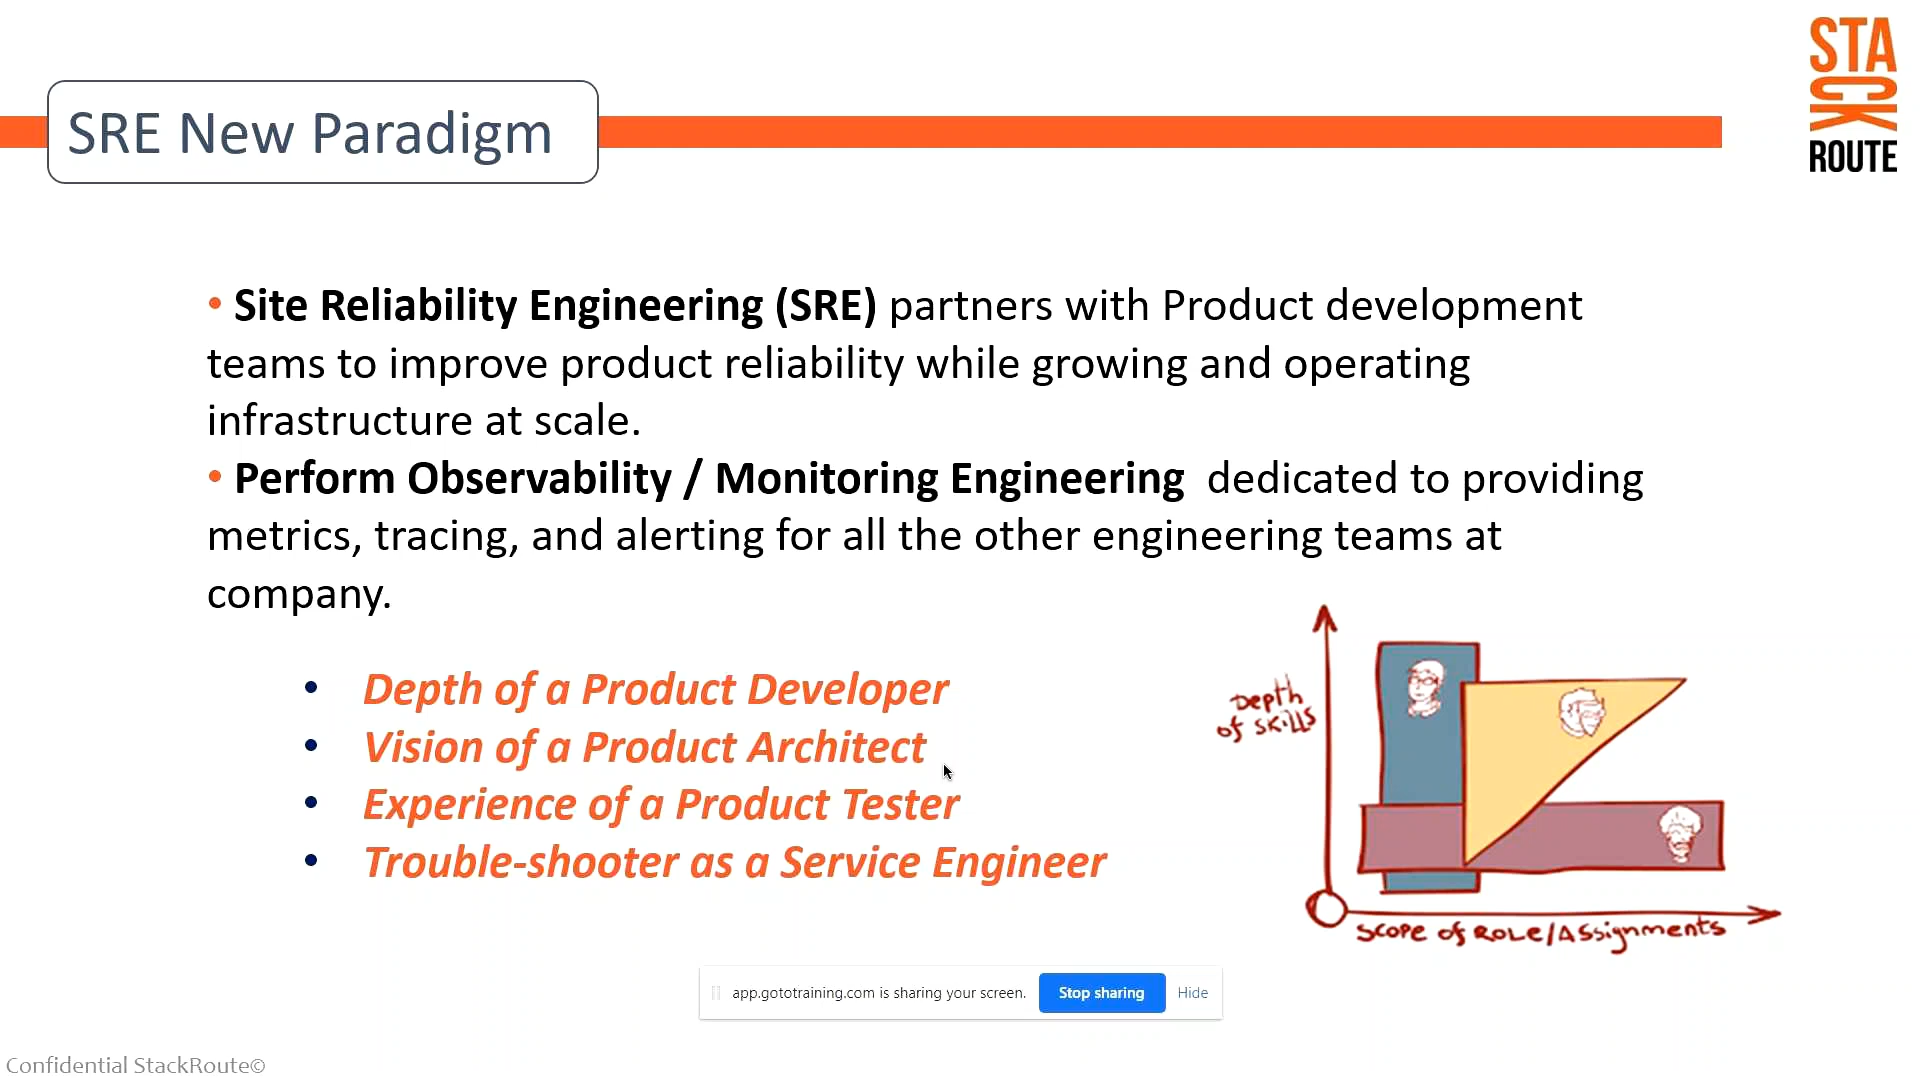 STA
CK
ROUTE
SRE New Paradigm
• Site Reliability Engineering (SRE) partners with Product development
teams to improve product reliability while growing and operating
infrastructure at scale.
• Perform Observability / Monitoring Engineering dedicated to providing
metrics, tracing, and alerting for all the other engineering teams at
company.
• Depth of a Product Developer
• Vision of a Product Architect
• Experience of a Product Tester
• Trouble-shooter as a Service Engineer
Depth
of skills
Scope of Role/Assignments
app.gototraining.com is sharing your screen. Stop sharing Hide
Confidential StackRoute©